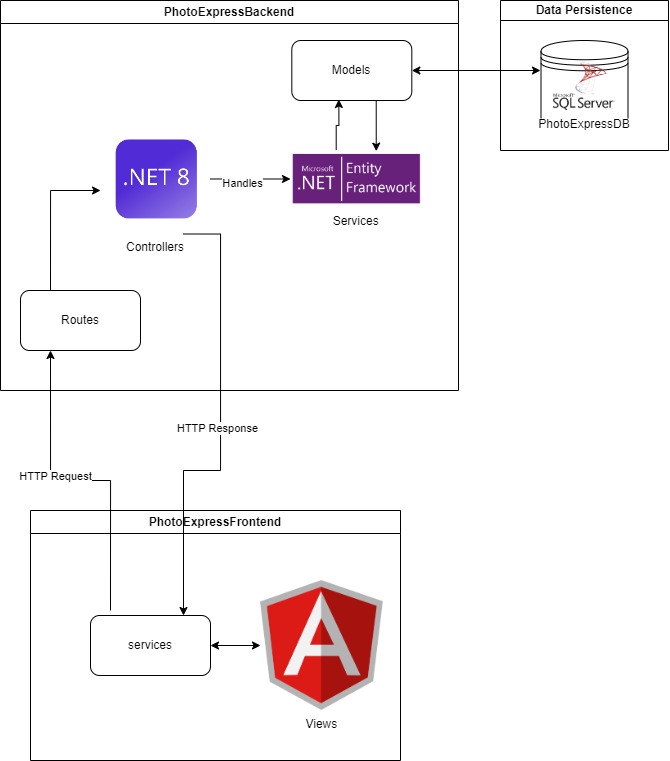 PhotoExpressBackend
Data Persistence
Models
Microsoft
SQL Server
PhotoExpressDB
.NET 8
Handles
Microsoft
.NET
Entity
Framework
Services
Controllers
Routes
HTTP Response
HTTP Request
PhotoExpressFrontend
services
Views